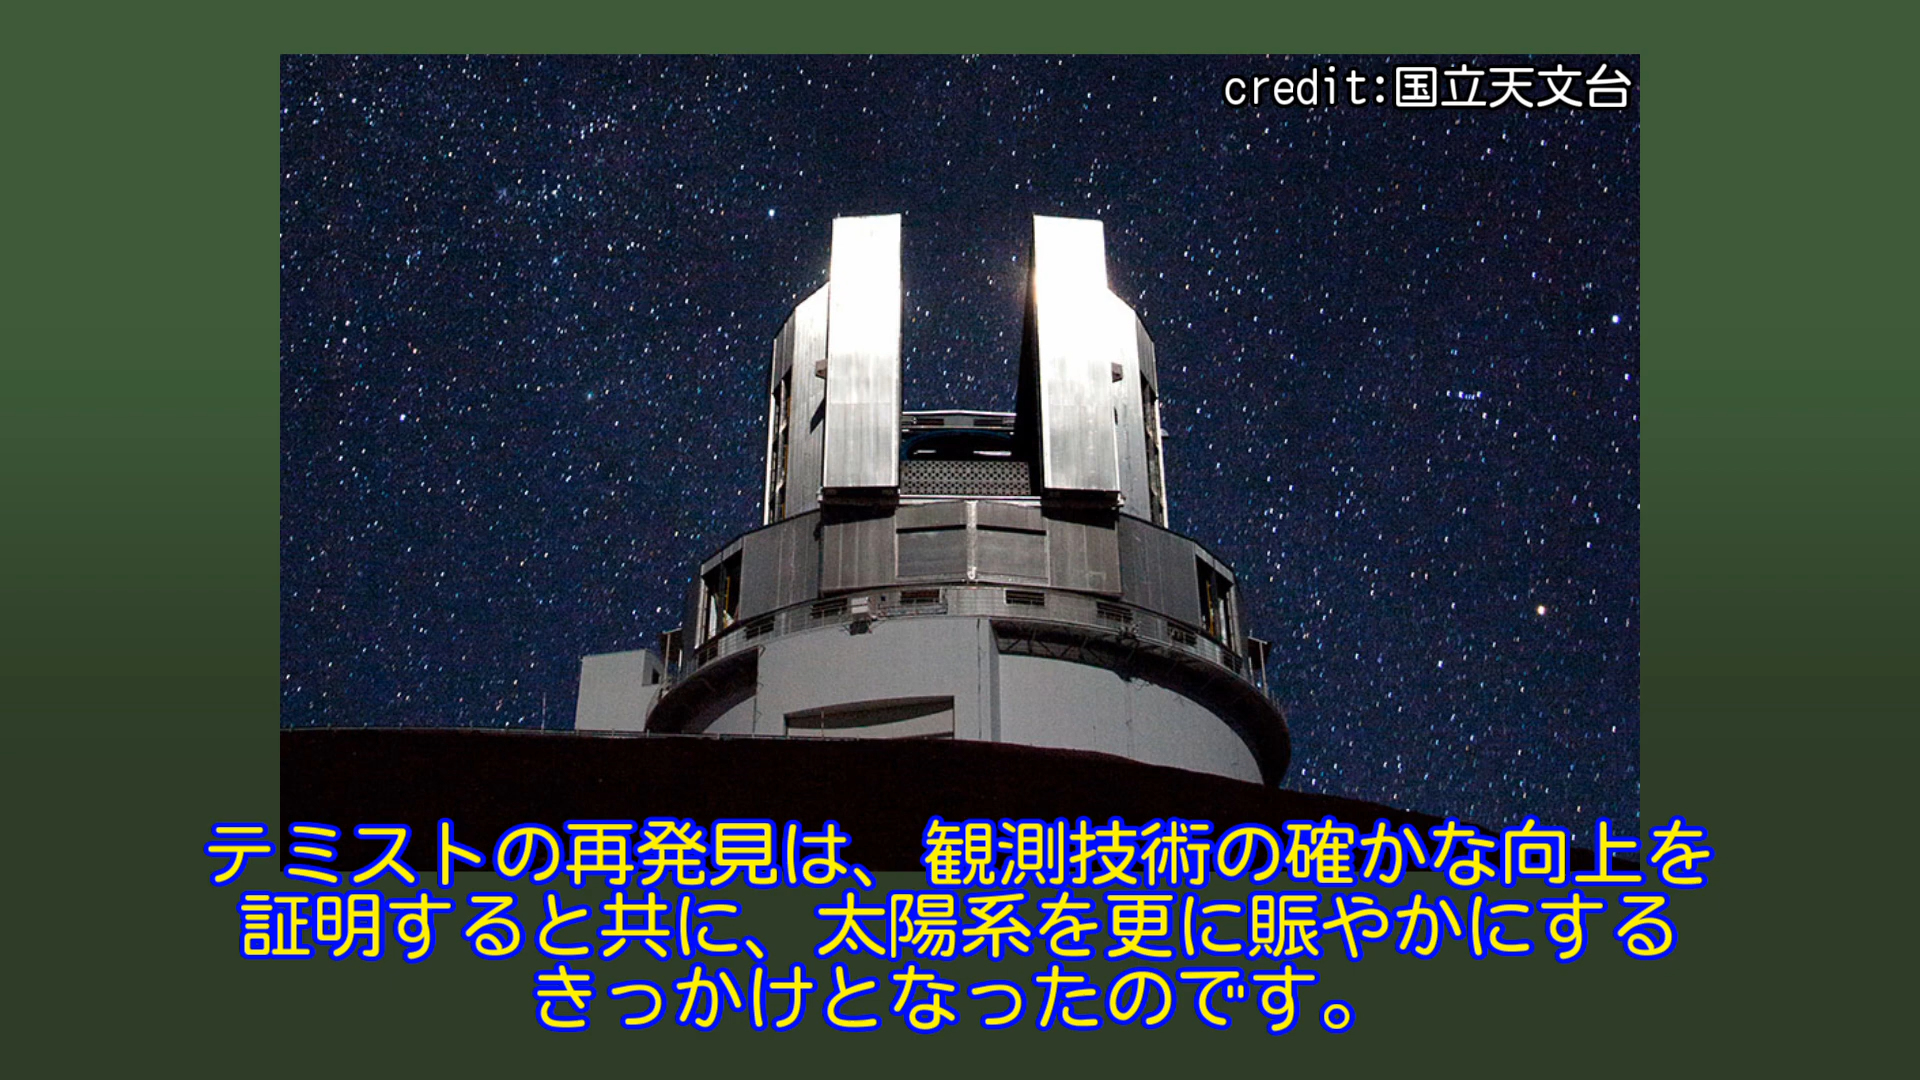 credit:国立天文台
テミストの再発見は、観測技術の確かな向上を
証明すると共に、太陽系を更に賑やかにする
きっかけとなったのです。